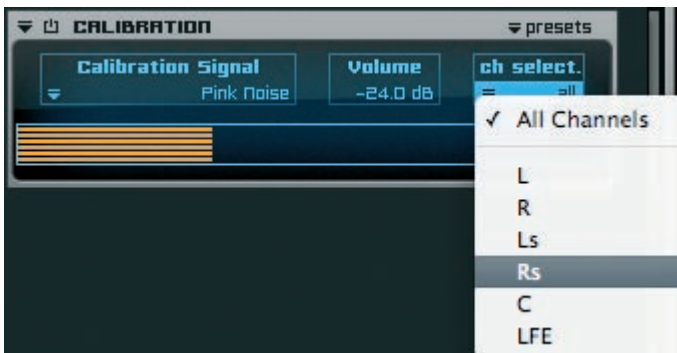 CALIBRATION presets
Calibration Signal Volume ch select.
Pink Noise -24.0 dB all
✓ All Channels
L
R
Ls
Rs
C
LFE